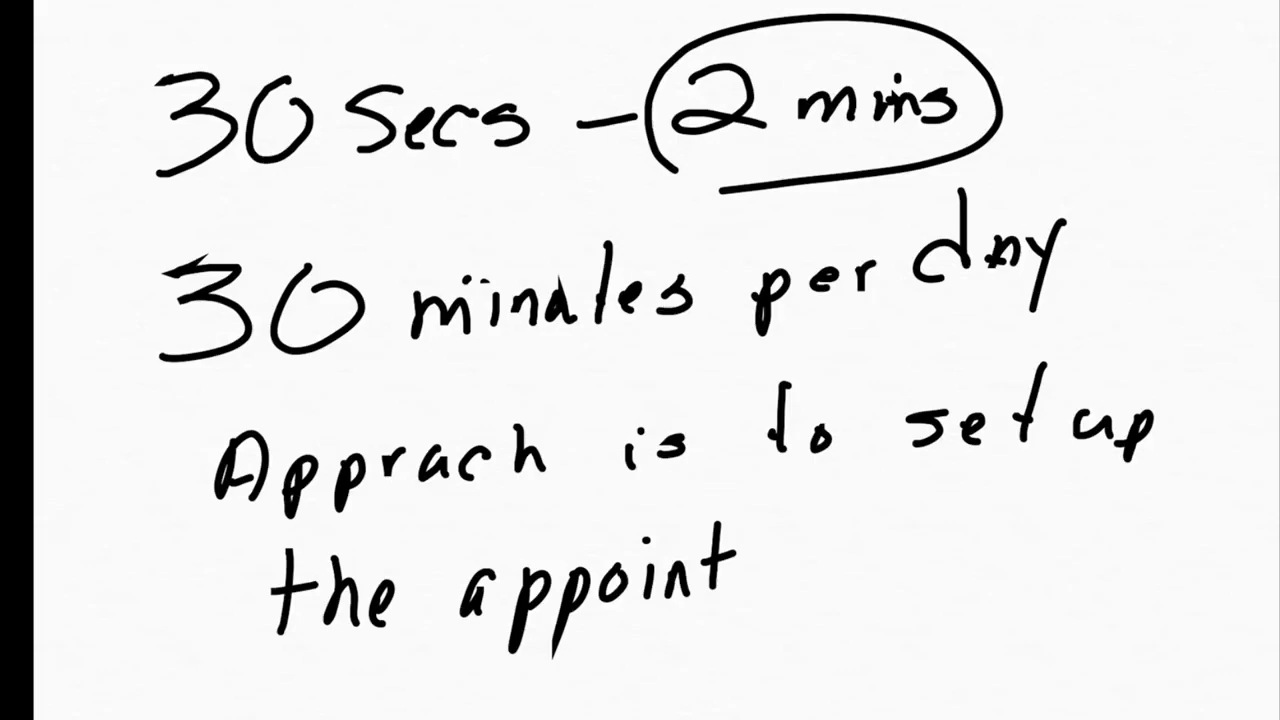 30 Secs - 2 mins
30 minutes per day
Apprach is to set up
the appoint